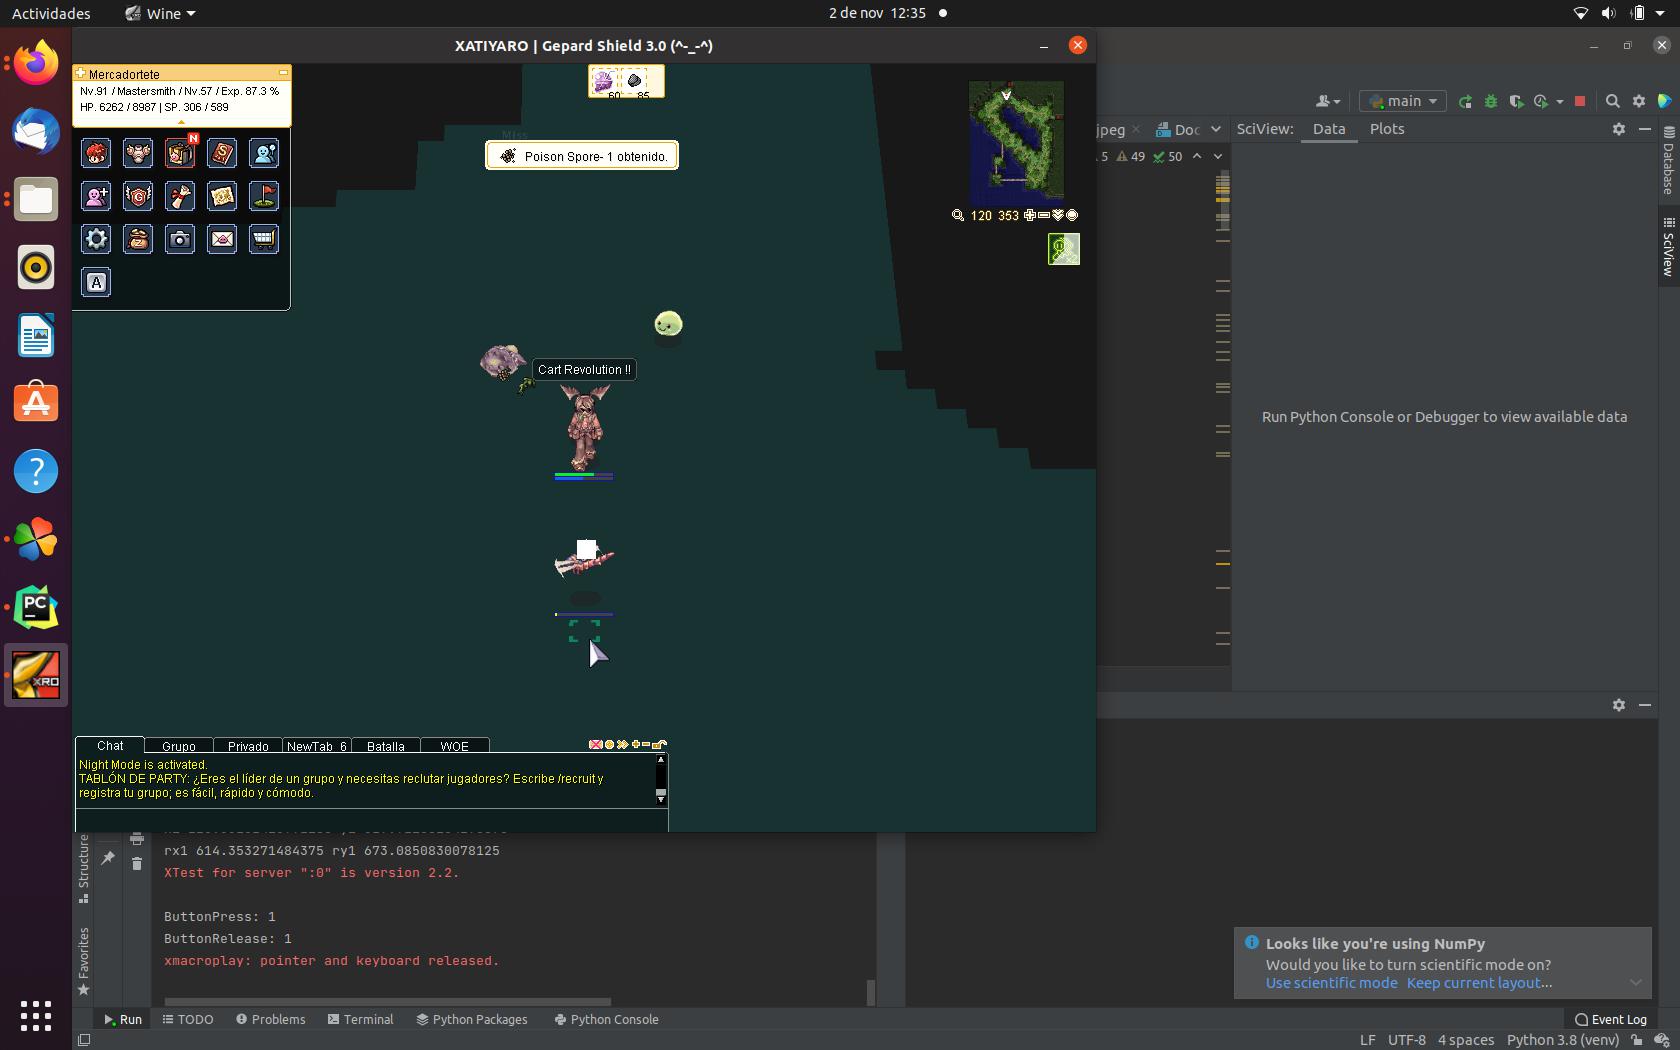 Actividades
Wine
2 de nov 12:35
XATIYARO | Gepard Shield 3.0 (^-_-^)
Mercadortete
Nv.91 / Mastersmith / Nv.57 / Exp. 87.3 %
HP. 6262 / 8987 | SP. 306 / 589
N
A
60 85
Miss
Poison Spore- 1 obtenido.
120 353
Cart Revolution !!
Chat Grupo Privado NewTab_6 Batalla WOE
Night Mode is activated.
TABLÓN DE PARTY: ¿Eres el líder de un grupo y necesitas reclutar jugadores? Escribe /recruit y
registra tu grupo; es fácil, rápido y cómodo.
main
jpeg
Doc
SciView: Data Plots
5 49 50
Database
SciView
Run Python Console or Debugger to view available data
PC
XRO
Structure
Favorites
rx1 614.353271484375 ry1 673.0850830078125
XTest for server ":0" is version 2.2.
ButtonPress: 1
ButtonRelease: 1
xmacroplay: pointer and keyboard released.
Looks like you're using NumPy
Would you like to turn scientific mode on?
Use scientific mode Keep current layout...
Run TODO Problems Terminal Python Packages Python Console
Event Log
LF UTF-8 4 spaces Python 3.8 (venv)